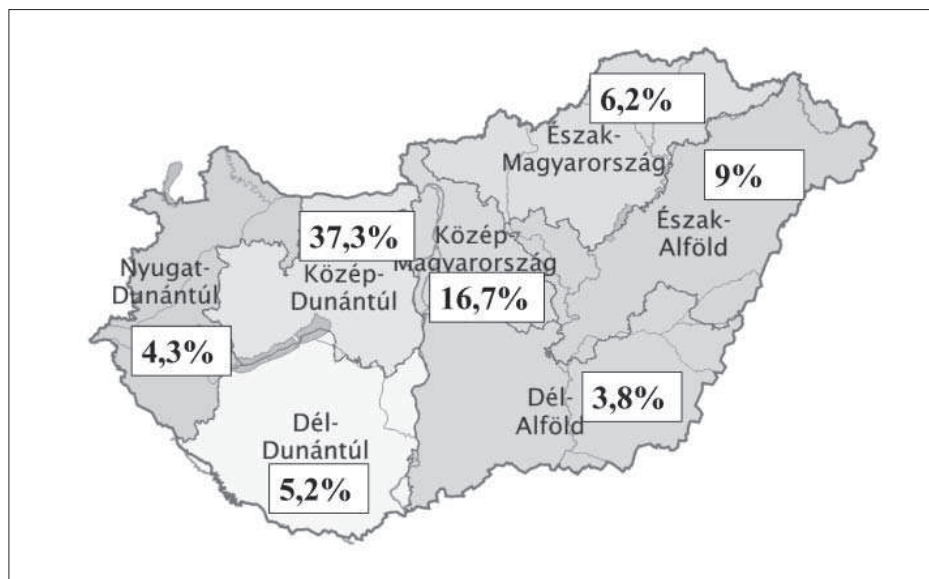 6,2%
Észak-
Magyarország
9%
Észak-
Alföld
37,3%
Közép-
Magyarország
16,7%
Nyugat-
Dunántúl
4,3%
Közép-
Dunántúl
Dél-
Alföld
3,8%
Dél-
Dunántúl
5,2%